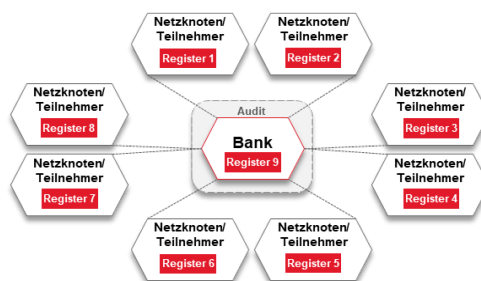 Netzknoten/
Teilnehmer
Register 1
Netzknoten/
Teilnehmer
Register 2
Netzknoten/
Teilnehmer
Register 8
Audit
Bank
Register 9
Netzknoten/
Teilnehmer
Register 3
Netzknoten/
Teilnehmer
Register 7
Netzknoten/
Teilnehmer
Register 4
Netzknoten/
Teilnehmer
Register 6
Netzknoten/
Teilnehmer
Register 5